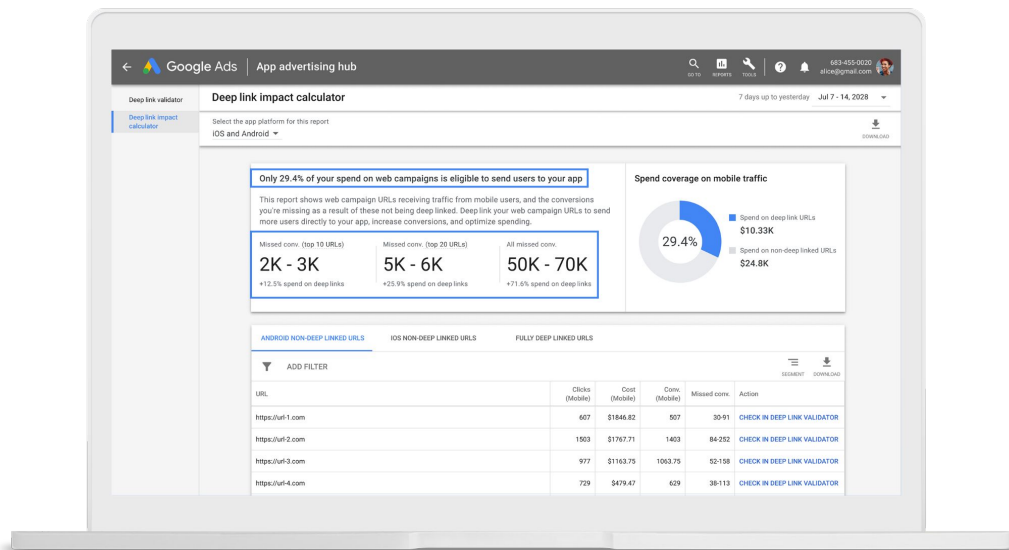 Google Ads
App advertising hub
GO TO
REPORTS
TOOLS
683-455-0020
alice@gmail.com
Deep link validator
Deep link impact
calculator
Deep link impact calculator
7 days up to yesterday Jul 7 - 14, 2028
Select the app platform for this report
iOS and Android
DOWNLOAD
Only 29.4% of your spend on web campaigns is eligible to send users to your app
This report shows web campaign URLs receiving traffic from mobile users, and the conversions
you're missing as a result of these not being deep linked. Deep link your web campaign URLs to send
more users directly to your app, increase conversions, and optimize spending.
Missed conv. (top 10 URLs)
2K - 3K
+12.5% spend on deep links
Missed conv. (top 20 URLs)
5K - 6K
+25.9% spend on deep links
All missed conv.
50K - 70K
+71.6% spend on deep links
Spend coverage on mobile traffic
29.4%
Spend on deep link URLs
$10.33K
Spend on non-deep linked URLs
$24.8K
ANDROID NON-DEEP LINKED URLS
IOS NON-DEEP LINKED URLS
FULLY DEEP LINKED URLS
ADD FILTER
SEGMENT
DOWNLOAD
URL
Clicks
(Mobile)
Cost
(Mobile)
Conv.
(Mobile)
Missed conv.
Action
https://url-1.com 607 $1846.82 507 30-91 CHECK IN DEEP LINK VALIDATOR
https://url-2.com 1503 $1767.71 1403 84-252 CHECK IN DEEP LINK VALIDATOR
https://url-3.com 977 $1163.75 1063.75 52-158 CHECK IN DEEP LINK VALIDATOR
https://url-4.com 729 $479.47 629 38-113 CHECK IN DEEP LINK VALIDATOR